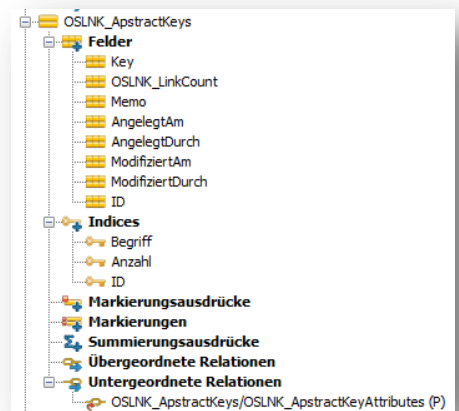 OSLNK_ApstractKeys
Felder
Key
OSLNK_LinkCount
Memo
AngelegtAm
AngelegtDurch
ModifiziertAm
ModifiziertDurch
ID
Indices
Begriff
Anzahl
ID
Markierungsausdrücke
Markierungen
Summierungsausdrücke
Übergeordnete Relationen
Untergeordnete Relationen
OSLNK_ApstractKeys/OSLNK_ApstractKeyAttributes (P)